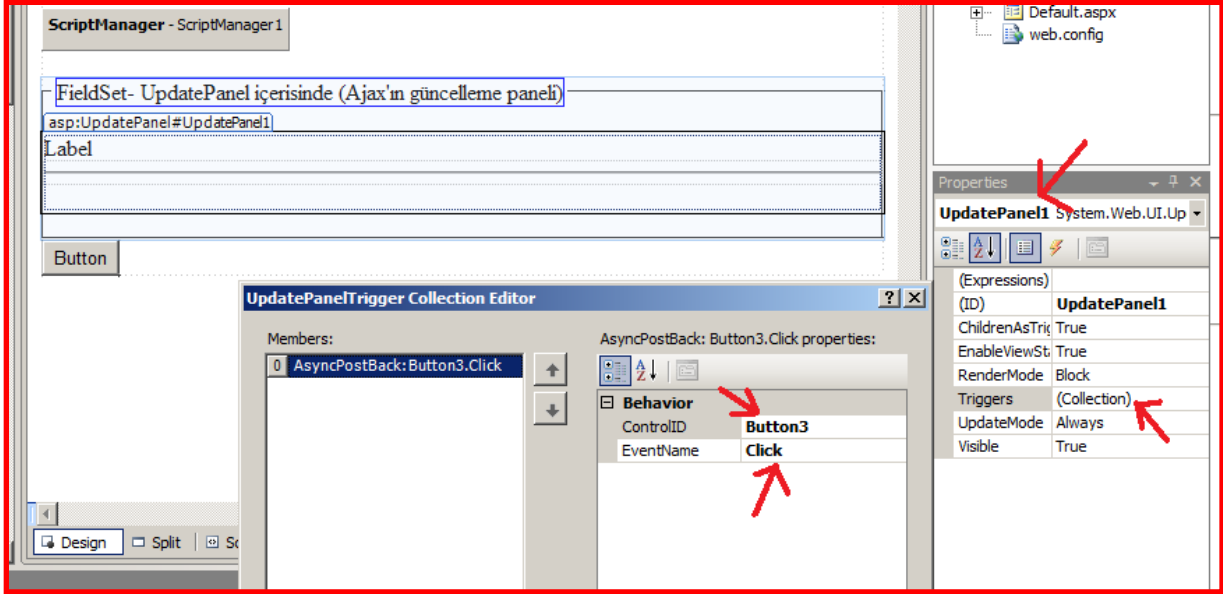 ScriptManager - ScriptManager1
FieldSet- UpdatePanel içerisinde (Ajax'ın güncelleme paneli)
asp:UpdatePanel#UpdatePanel1
Label
Button
Design
Split
UpdatePanelTrigger Collection Editor
Members:
0 AsyncPostBack:Button3.Click
AsyncPostBack: Button3.Click properties:
Behavior
ControlID Button3
EventName Click
Default.aspx
web.config
Properties
UpdatePanel1 System.Web.UI.Up
(Expressions)
(ID) UpdatePanel1
ChildrenAsTrig True
EnableViewSt True
RenderMode Block
Triggers (Collection)
UpdateMode Always
Visible True